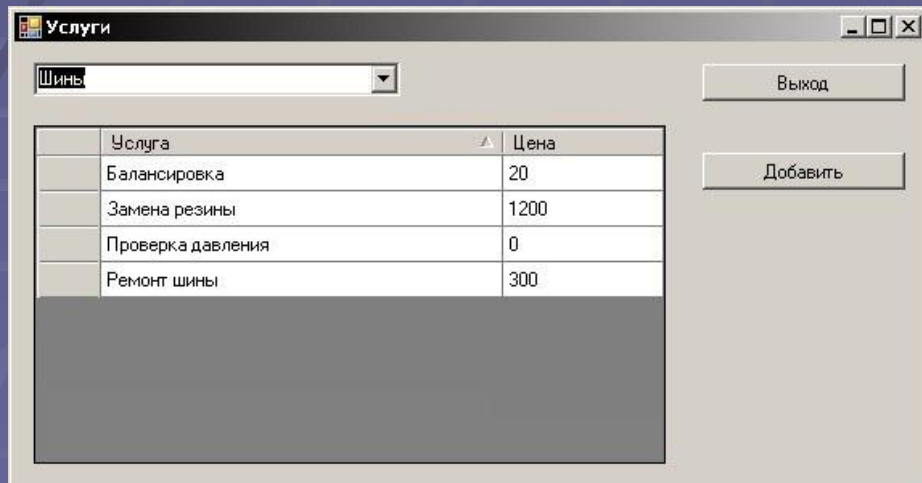 Услуги
Шины
Выход
Услуга Цена
Балансировка 20
Добавить
Замена резины 1200
Проверка давления 0
Ремонт шины 300